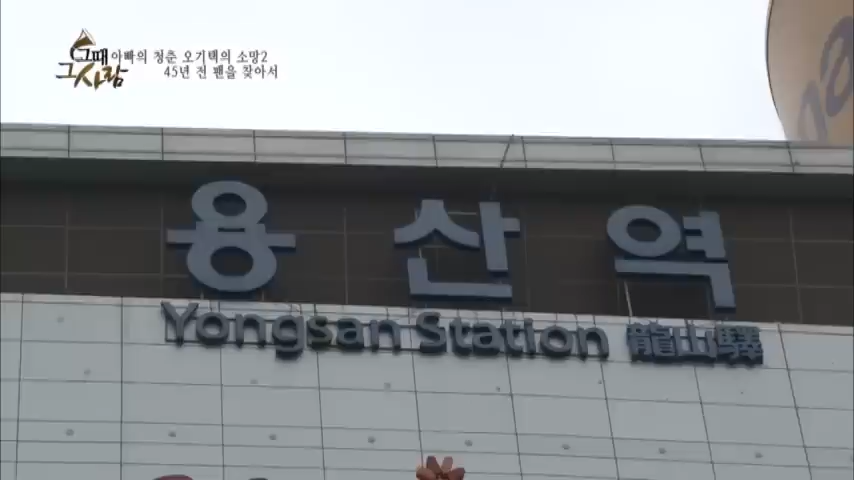 그때 그 사람
아빠의 청춘 오기택의 소망2
45년 전 팬을 찾아서
용산역
Yongsan Station 龍山驛